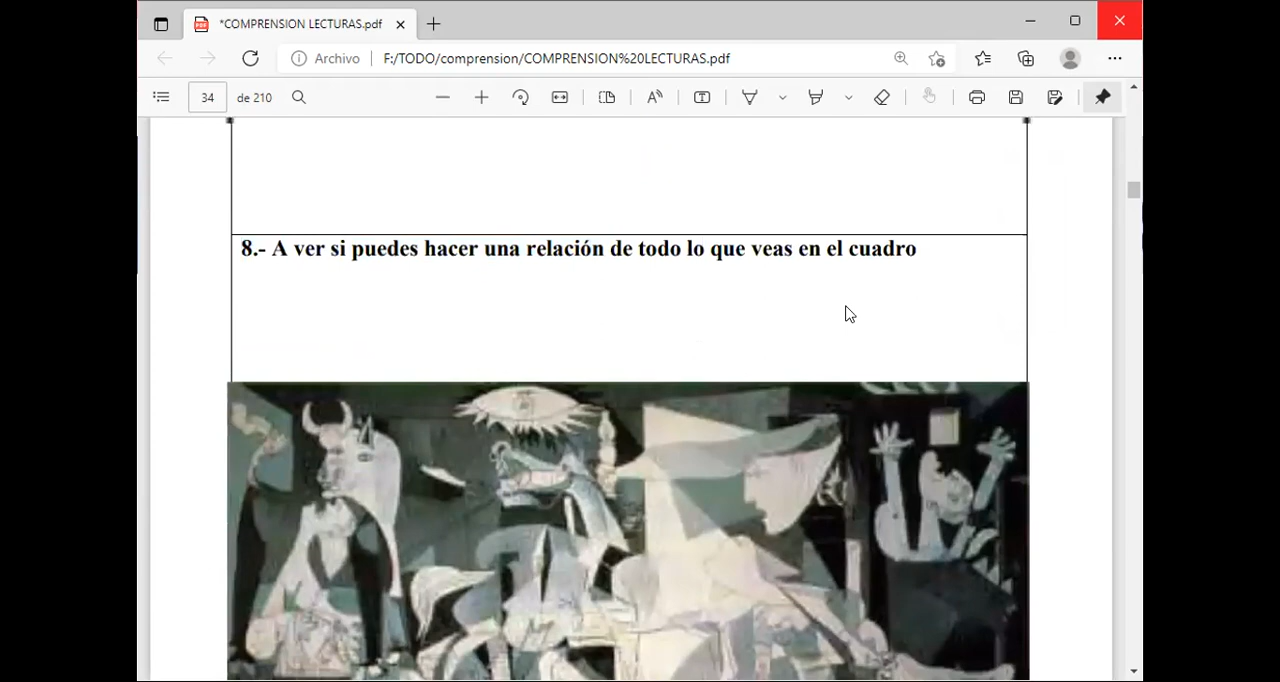 *COMPRENSION LECTURAS.pdf
Archivo F:/TODO/comprension/COMPRENSION%20LECTURAS.pdf
34 de 210
8.- A ver si puedes hacer una relación de todo lo que veas en el cuadro